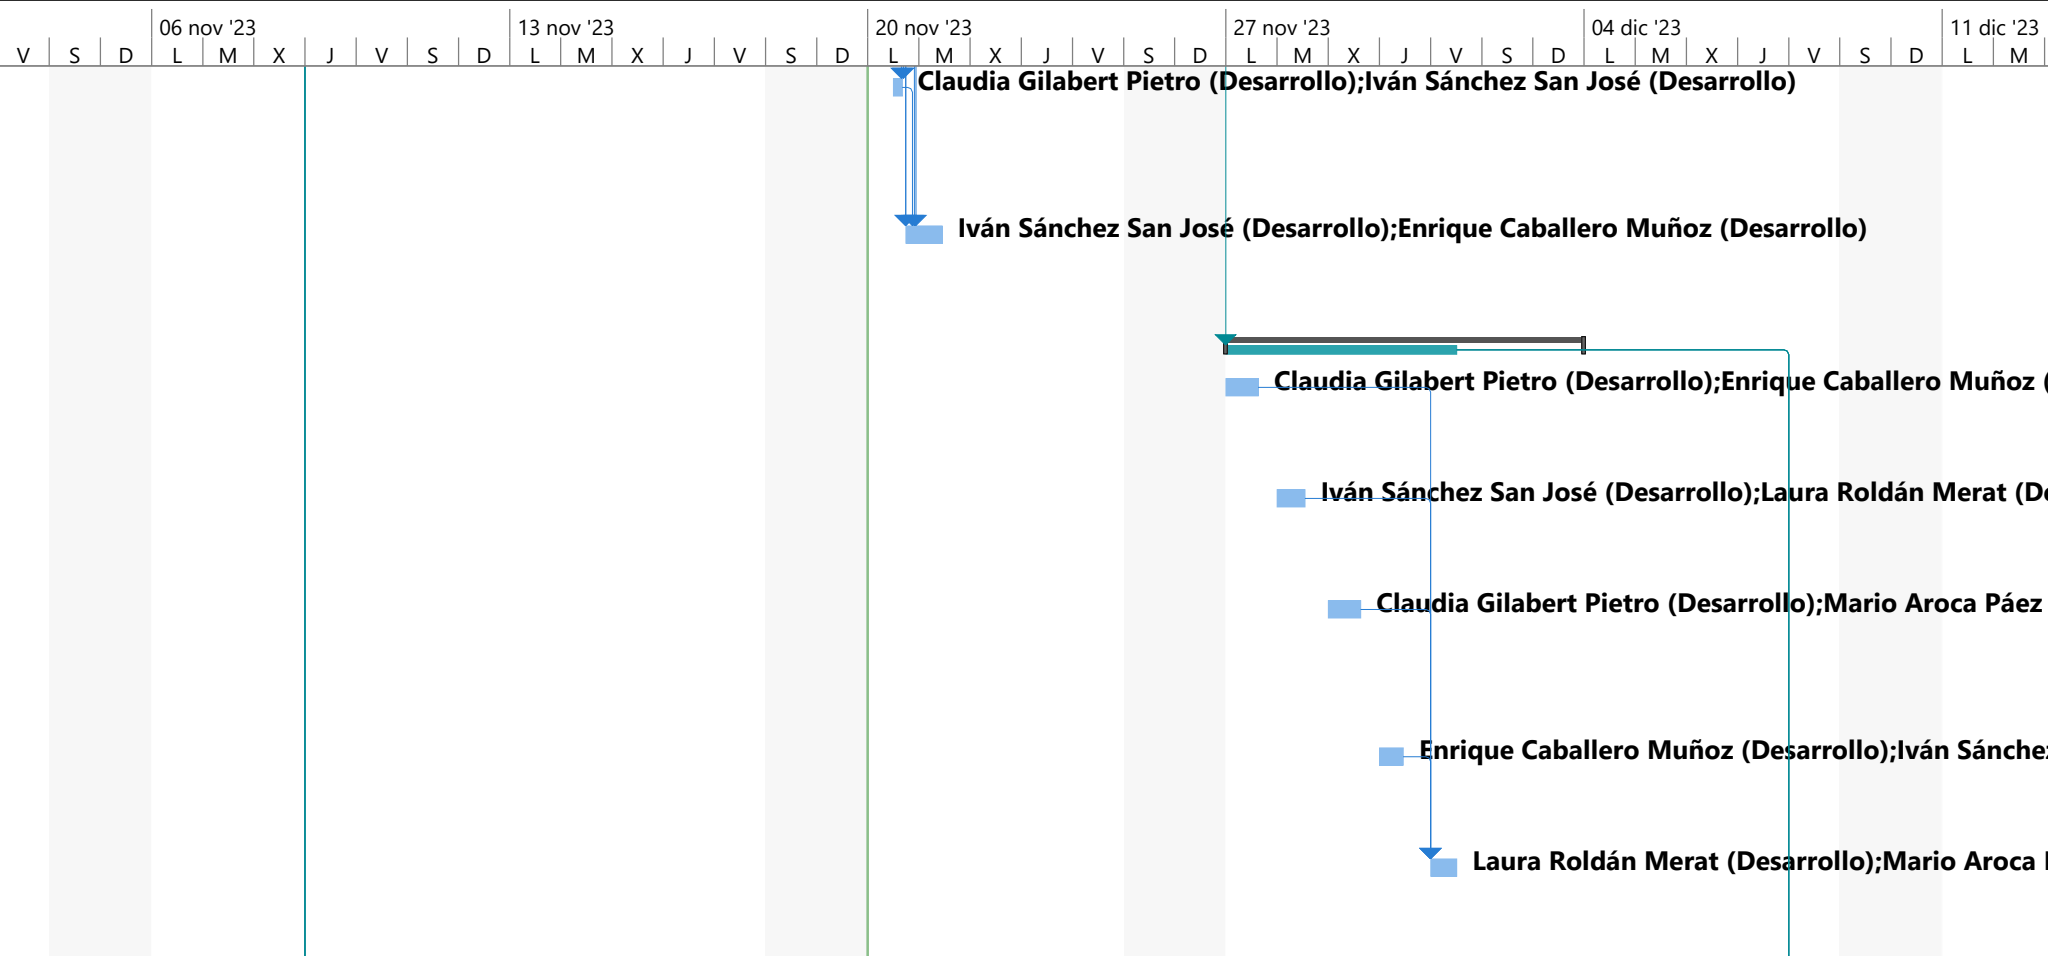 06 nov '23 13 nov '23 20 nov '23 27 nov '23 04 dic '23 11 dic '23
V S D L M X J V S D L M X J V S D L M X J V S D L M X J V S D L M X J V S D L M
Claudia Gilabert Pietro (Desarrollo);Iván Sánchez San José (Desarrollo)
Iván Sánchez San José (Desarrollo);Enrique Caballero Muñoz (Desarrollo)
Claudia Gilabert Pietro (Desarrollo);Enrique Caballero Muñoz (
Iván Sánchez San José (Desarrollo);Laura Roldán Merat (De
Claudia Gilabert Pietro (Desarrollo);Mario Aroca Páez
Enrique Caballero Muñoz (Desarrollo);Iván Sánche
Laura Roldán Merat (Desarrollo);Mario Aroca